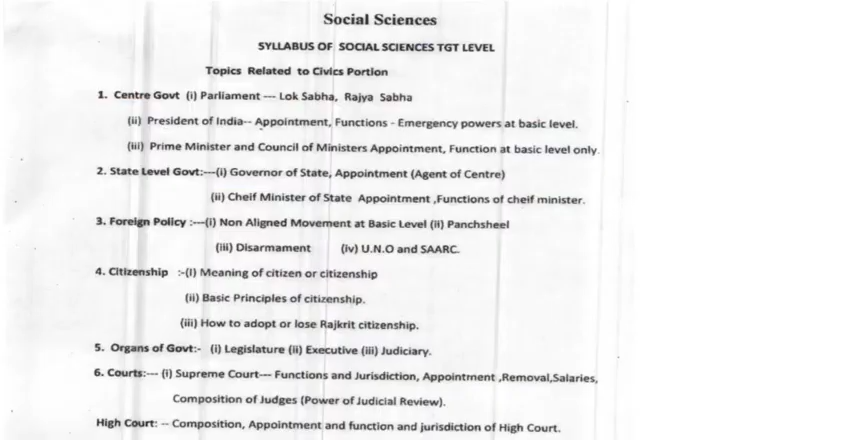 Social Sciences
SYLLABUS OF SOCIAL SCIENCES TGT LEVEL
Topics Related to Civics Portion
1. Centre Govt (i) Parliament --- Lok Sabha, Rajya Sabha
(ii) President of India-- Appointment, Functions - Emergency powers at basic level.
(iii) Prime Minister and Council of Ministers Appointment, Function at basic level only.
2. State Level Govt:---(i) Governor of State, Appointment (Agent of Centre)
(ii) Cheif Minister of State Appointment ,Functions of cheif minister.
3. Foreign Policy :---(i) Non Aligned Movement at Basic Level (ii) Panchsheel
(iii) Disarmament (iv) U.N.O and SAARC.
4. Citizenship :-(I) Meaning of citizen or citizenship
(ii) Basic Principles of citizenship.
(iii) How to adopt or lose Rajkrit citizenship.
5. Organs of Govt:- (i) Legislature (ii) Executive (iii) Judiciary.
6. Courts:--- (i) Supreme Court--- Functions and Jurisdiction, Appointment ,Removal,Salaries,
Composition of Judges (Power of Judicial Review).
High Court: -- Composition, Appointment and function and jurisdiction of High Court.